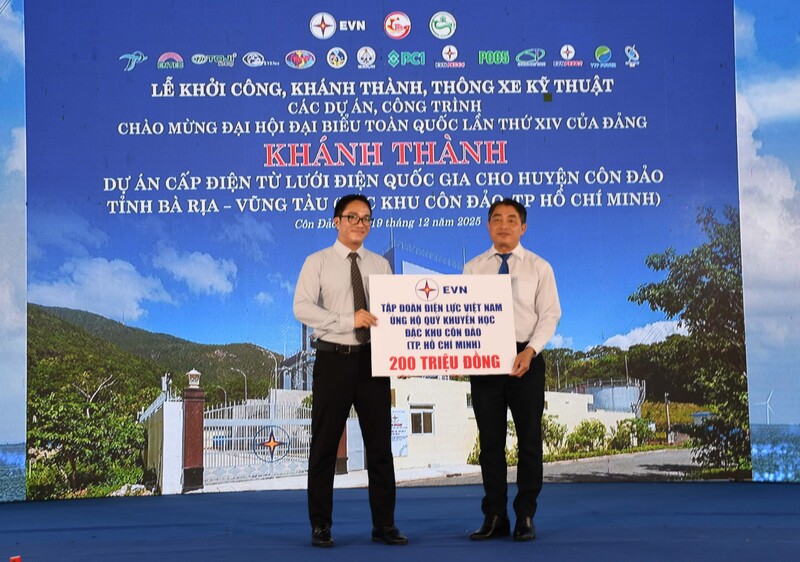 EVN
PC1
LỄ KHỞI CÔNG, KHÁNH THÀNH, THÔNG XE KỸ THUẬT
CÁC DỰ ÁN, CÔNG TRÌNH
CHÀO MỪNG ĐẠI HỘI ĐẠI BIỂU TOÀN QUỐC LẦN THỨ XIV CỦA ĐẢNG
KHÁNH THÀNH
DỰ ÁN CẤP ĐIỆN TỪ LƯỚI ĐIỆN QUỐC GIA CHO HUYỆN CÔN ĐẢO
TỈNH BÀ RỊA – VŨNG TÀU KHU CÔN ĐẢO, TP HỒ CHÍ MINH)
Côn 19 tháng 12 năm 2025
EVN
TẬP ĐOÀN ĐIỆN LỰC VIỆT NAM
ỦNG HỘ QUỸ KHUYẾN HỌC
ĐẶC KHU CÔN ĐẢO
(TP. HỒ CHÍ MINH)
200 TRIỆU ĐỒNG